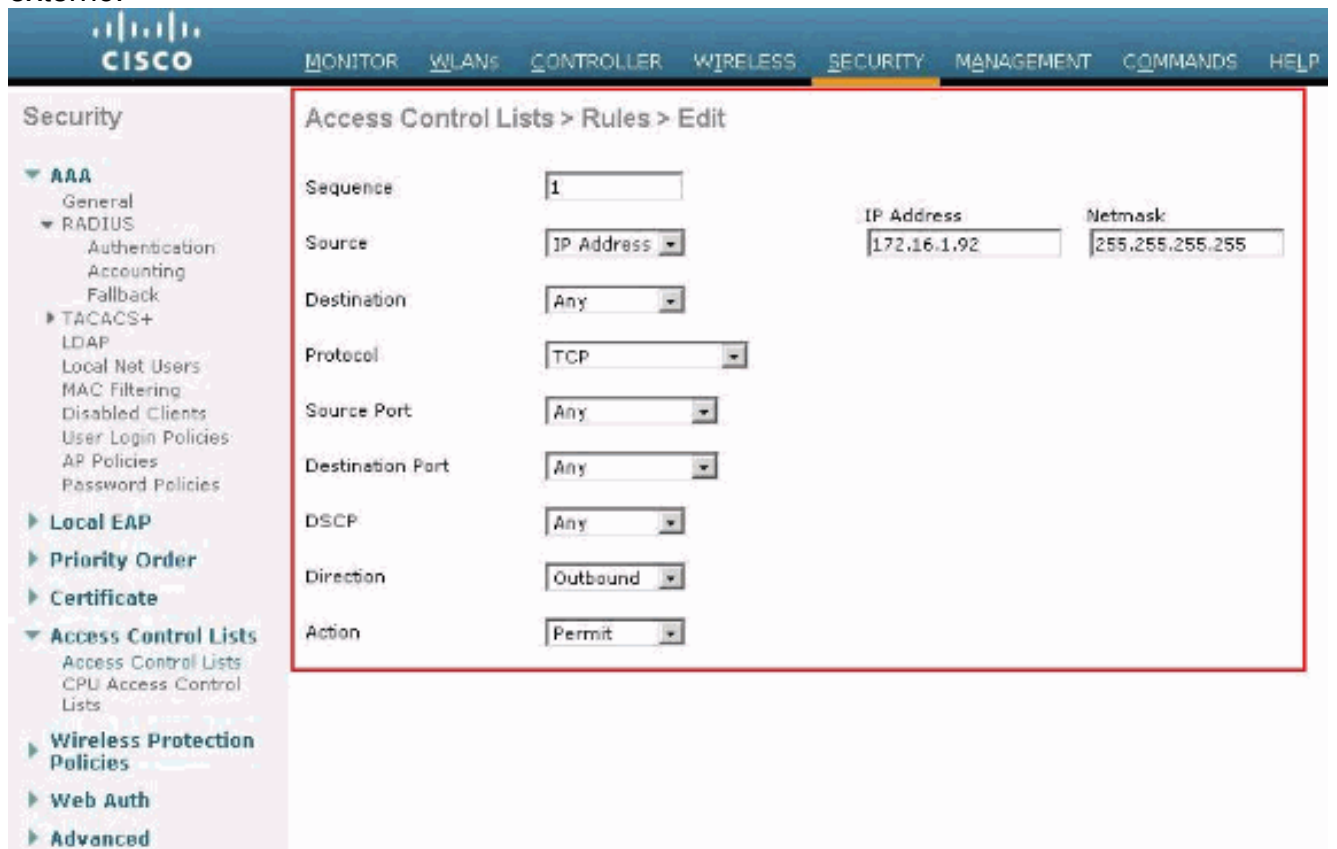 CISCO
MONITOR WLANs CONTROLLER WIRELESS SECURITY MANAGEMENT COMMANDS HELP
Security
AAA
General
RADIUS
Authentication
Accounting
Fallback
TACACS+
LDAP
Local Net Users
MAC Filtering
Disabled Clients
User Login Policies
AP Policies
Password Policies
Local EAP
Priority Order
Certificate
Access Control Lists
Access Control Lists
CPU Access Control
Lists
Wireless Protection
Policies
Web Auth
Advanced
Access Control Lists > Rules > Edit
Sequence 1
IP Address Netmask
Source IP Address 172.16.1.92 255.255.255.255
Destination Any
Protocol TCP
Source Port Any
Destination Port Any
DSCP Any
Direction Outbound
Action Permit